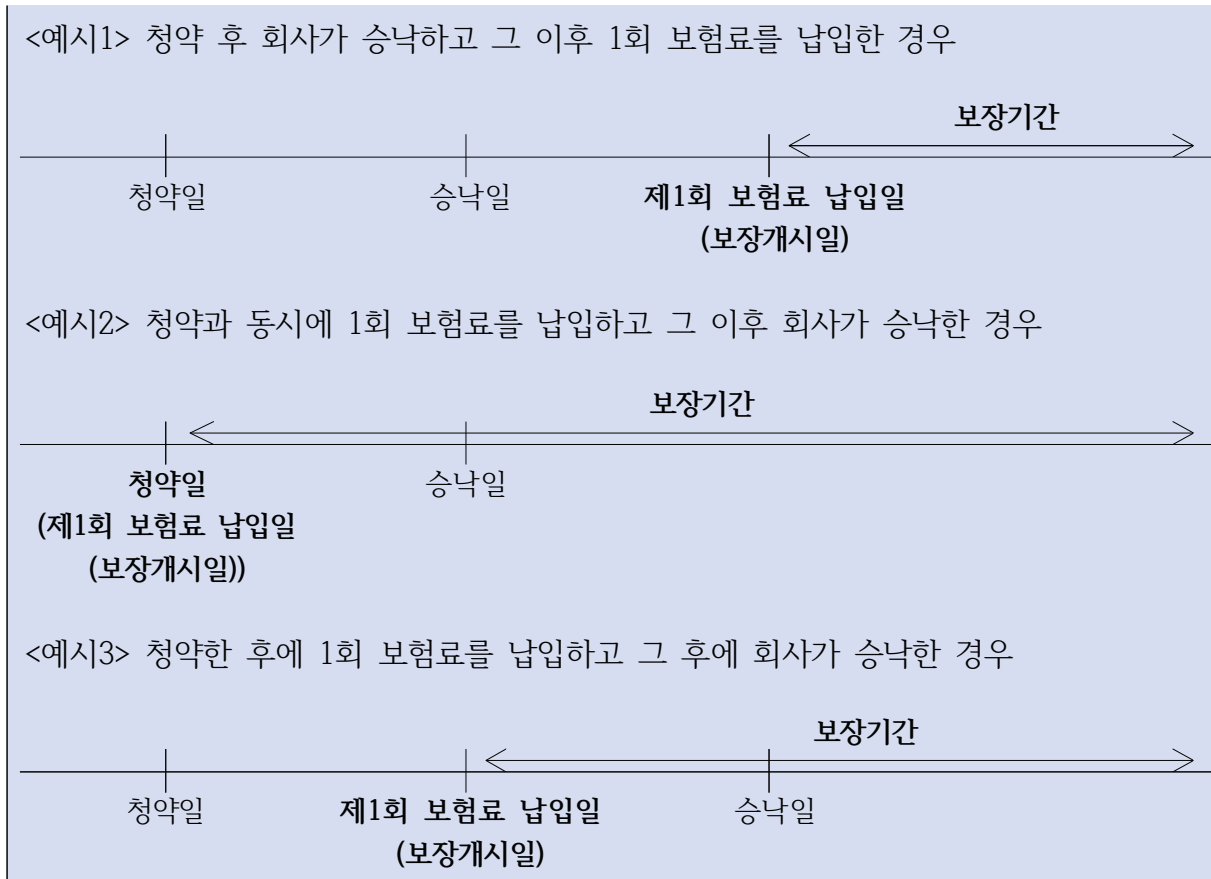 <예시1> 청약 후 회사가 승낙하고 그 이후 1회 보험료를 납입한 경우
보장기간
청약일 승낙일 제1회 보험료 납입일
(보장개시일)
<예시2> 청약과 동시에 1회 보험료를 납입하고 그 이후 회사가 승낙한 경우
보장기간
청약일 승낙일
(제1회 보험료 납입일
(보장개시일))
<예시3> 청약한 후에 1회 보험료를 납입하고 그 후에 회사가 승낙한 경우
보장기간
청약일 제1회 보험료 납입일 승낙일
(보장개시일)